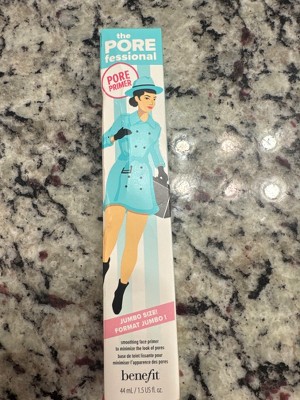 the
PORE
fessional
PORE
PRIMER
JUMBO SIZE!
FORMAT JUMBO !
smoothing face primer
to minimize the look of pores
base de teint lissante pour
minimiser l'apparence des pores
benefit
44 mL / 1.5 US fl. oz.